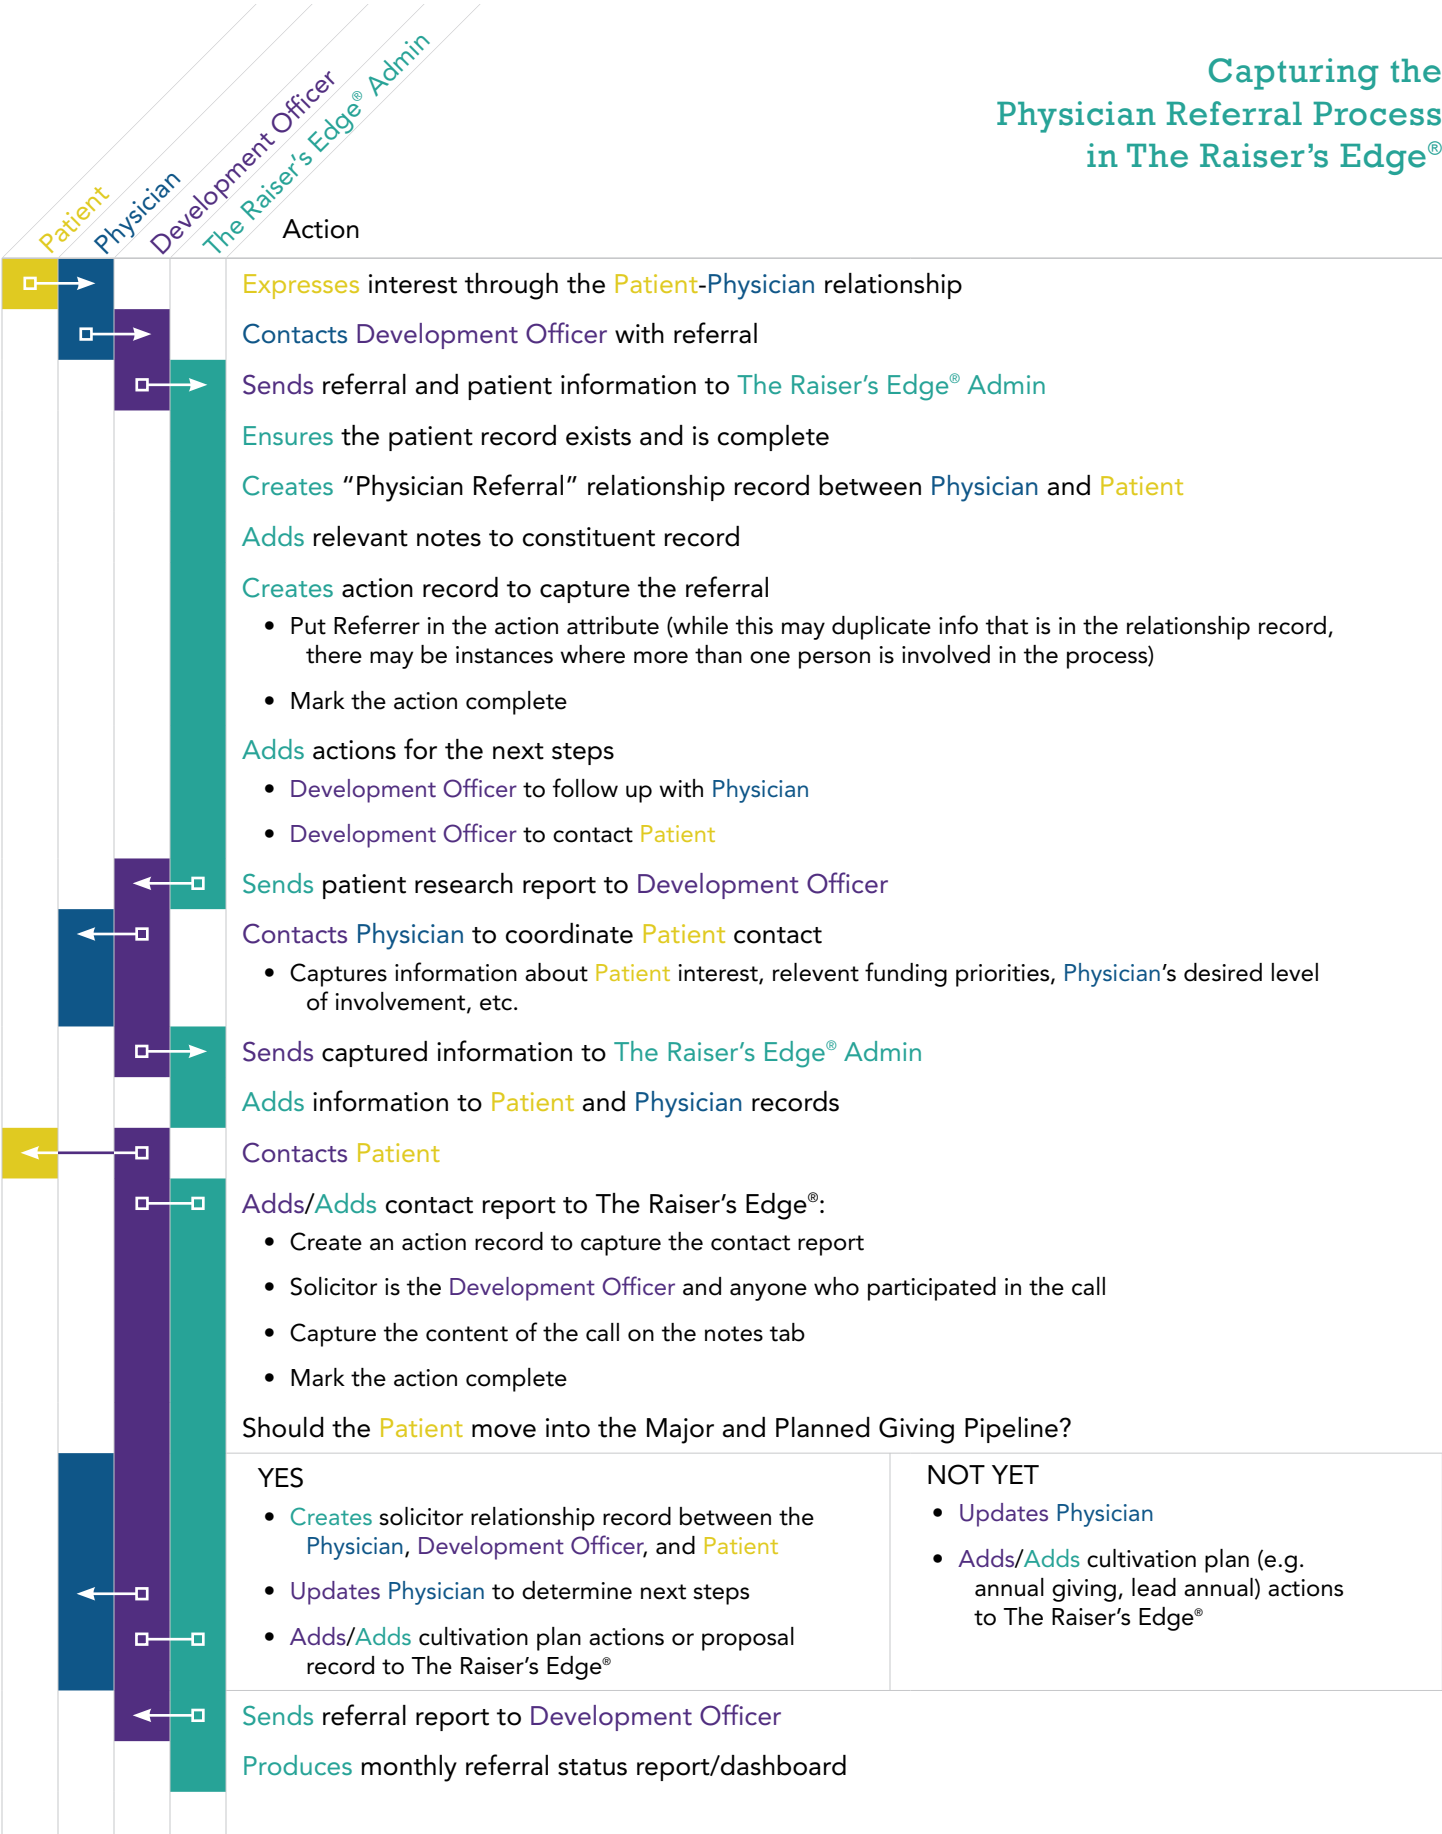 Capturing the
Physician Referral Process
in The Raiser’s Edge®
Patient
Physician
Development Officer
The Raiser’s Edge® Admin
Action
Expresses interest through the Patient-Physician relationship
Contacts Development Officer with referral
Sends referral and patient information to The Raiser’s Edge® Admin
Ensures the patient record exists and is complete
Creates “Physician Referral” relationship record between Physician and Patient
Adds relevant notes to constituent record
Creates action record to capture the referral
• Put Referrer in the action attribute (while this may duplicate info that is in the relationship record,
there may be instances where more than one person is involved in the process)
• Mark the action complete
Adds actions for the next steps
• Development Officer to follow up with Physician
• Development Officer to contact Patient
Sends patient research report to Development Officer
Contacts Physician to coordinate Patient contact
• Captures information about Patient interest, relevent funding priorities, Physician’s desired level
of involvement, etc.
Sends captured information to The Raiser’s Edge® Admin
Adds information to Patient and Physician records
Contacts Patient
Adds/Adds contact report to The Raiser’s Edge®:
• Create an action record to capture the contact report
• Solicitor is the Development Officer and anyone who participated in the call
• Capture the content of the call on the notes tab
• Mark the action complete
Should the Patient move into the Major and Planned Giving Pipeline?
YES
• Creates solicitor relationship record between the
Physician, Development Officer, and Patient
• Updates Physician to determine next steps
• Adds/Adds cultivation plan actions or proposal
record to The Raiser’s Edge®
NOT YET
• Updates Physician
• Adds/Adds cultivation plan (e.g.
annual giving, lead annual) actions
to The Raiser’s Edge®
Sends referral report to Development Officer
Produces monthly referral status report/dashboard